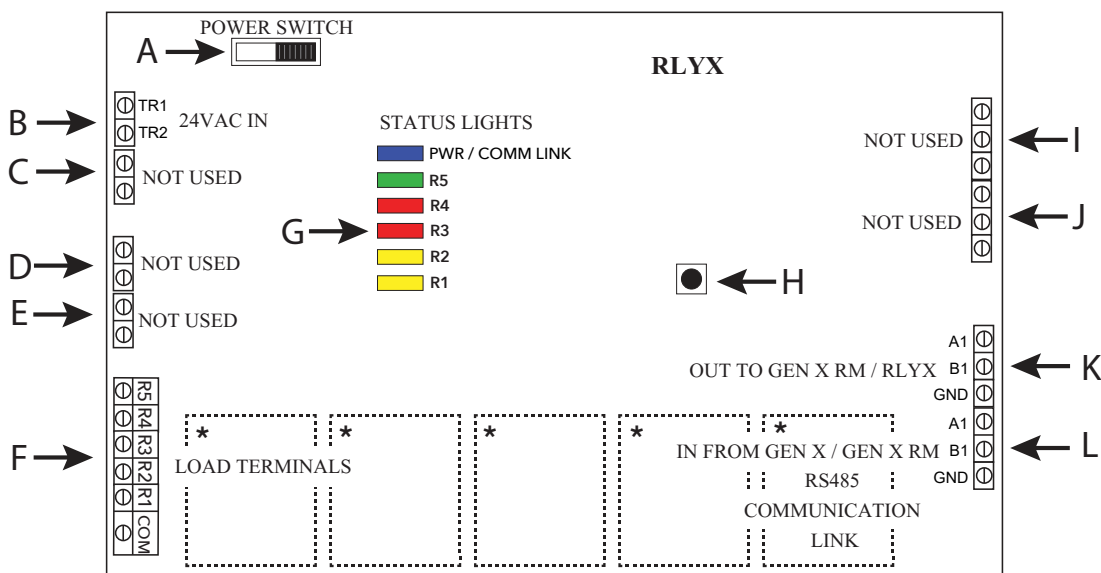 POWER SWITCH
A
RLYX
B
TR1
TR2
24VAC IN
C
NOT USED
STATUS LIGHTS
PWR / COMM LINK
R5
R4
R3
R2
R1
G
NOT USED
I
NOT USED
J
D
NOT USED
E
NOT USED
H
A1
B1
GND
OUT TO GEN X RM / RLYX
K
F
R5
R4
R3
R2
R1
COM
LOAD TERMINALS
*
*
*
*
*
IN FROM GEN X / GEN X RM
RS485
COMMUNICATION
LINK
A1
B1
GND
L